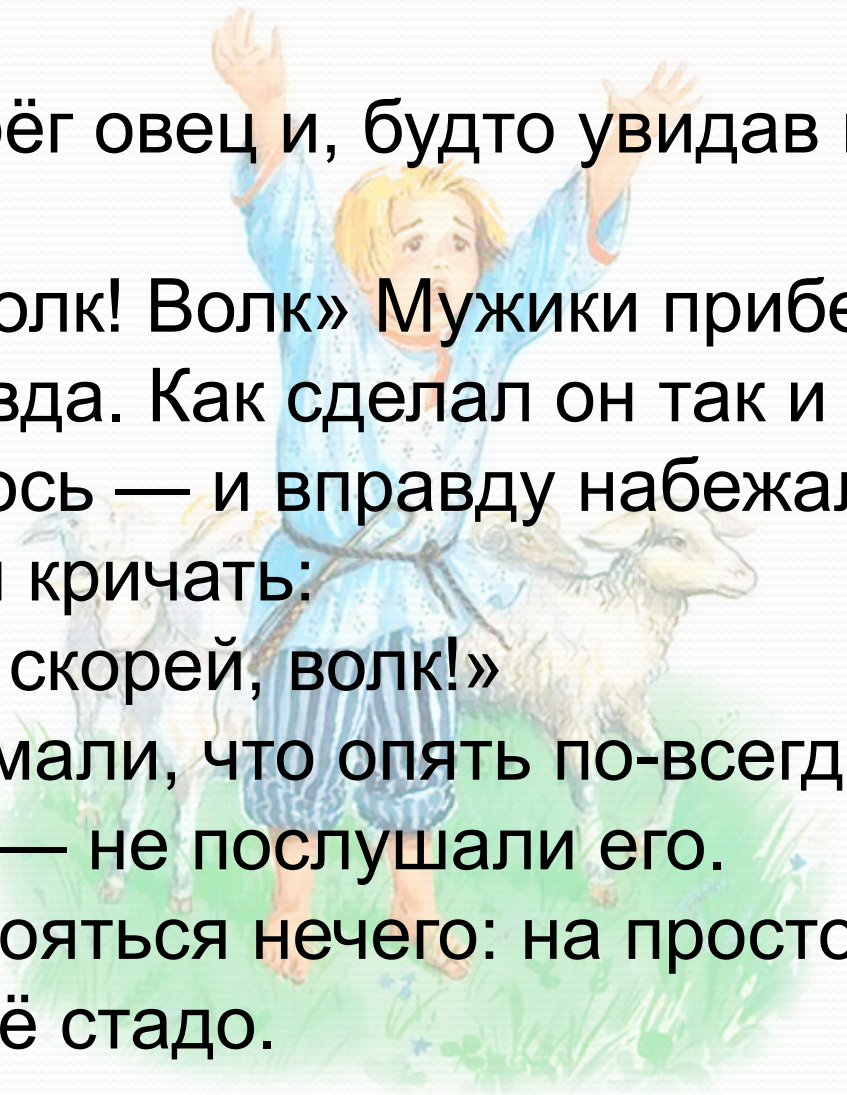 ёг овец и, будто увидав
олк! Волк» Мужики прибе
вда. Как сделал он так и
ось — и вправду набежал
кричать:
скорей, волк!»
мали, что опять по-всегд
— не послушали его.
ояться нечего: на просто
ё стадо.